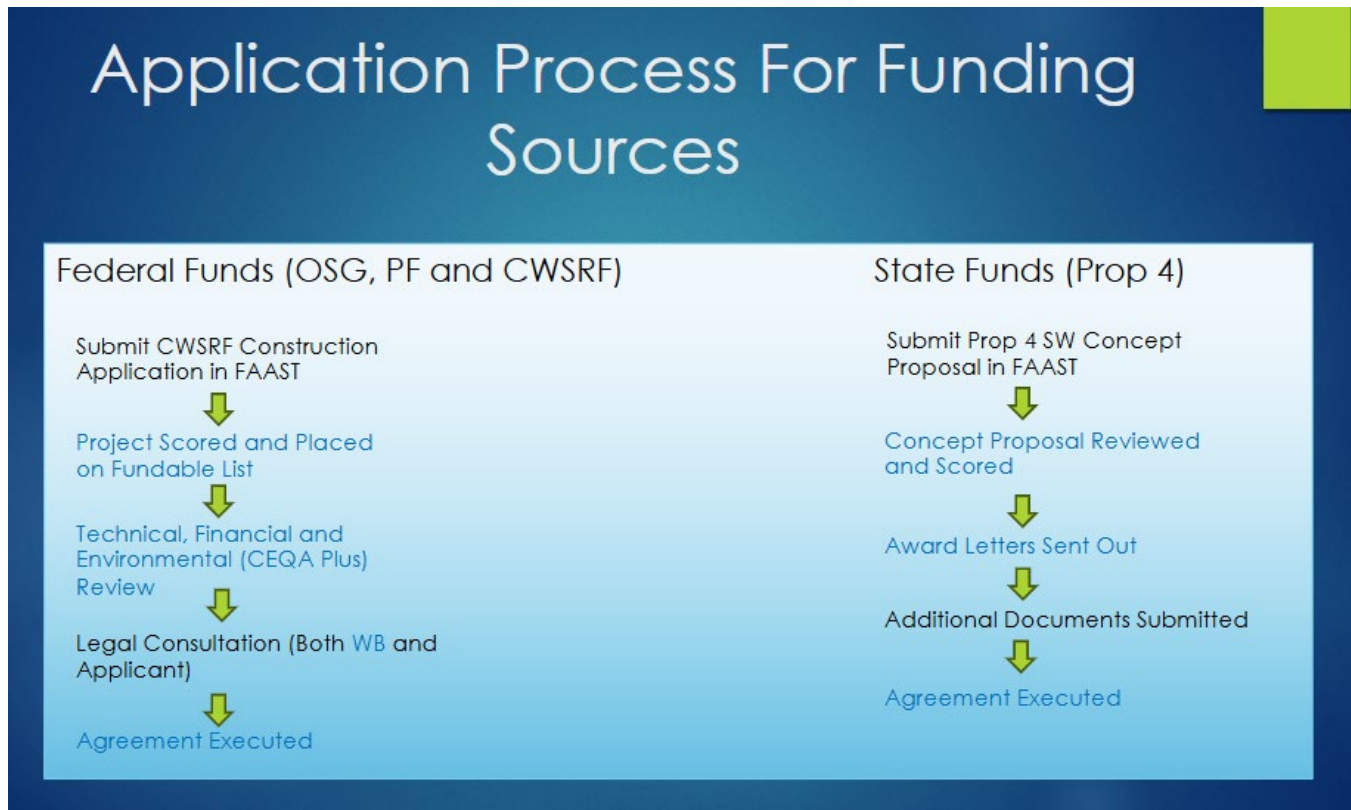 Application Process For Funding
Sources
Federal Funds (OSG, PF and CWSRF)
Submit CWSRF Construction
Application in FAAST
Project Scored and Placed
on Fundable List
Technical, Financial and
Environmental (CEQA Plus)
Review
Legal Consultation (Both WB and
Applicant)
Agreement Executed
State Funds (Prop 4)
Submit Prop 4 SW Concept
Proposal in FAAST
Concept Proposal Reviewed
and Scored
Award Letters Sent Out
Additional Documents Submitted
Agreement Executed